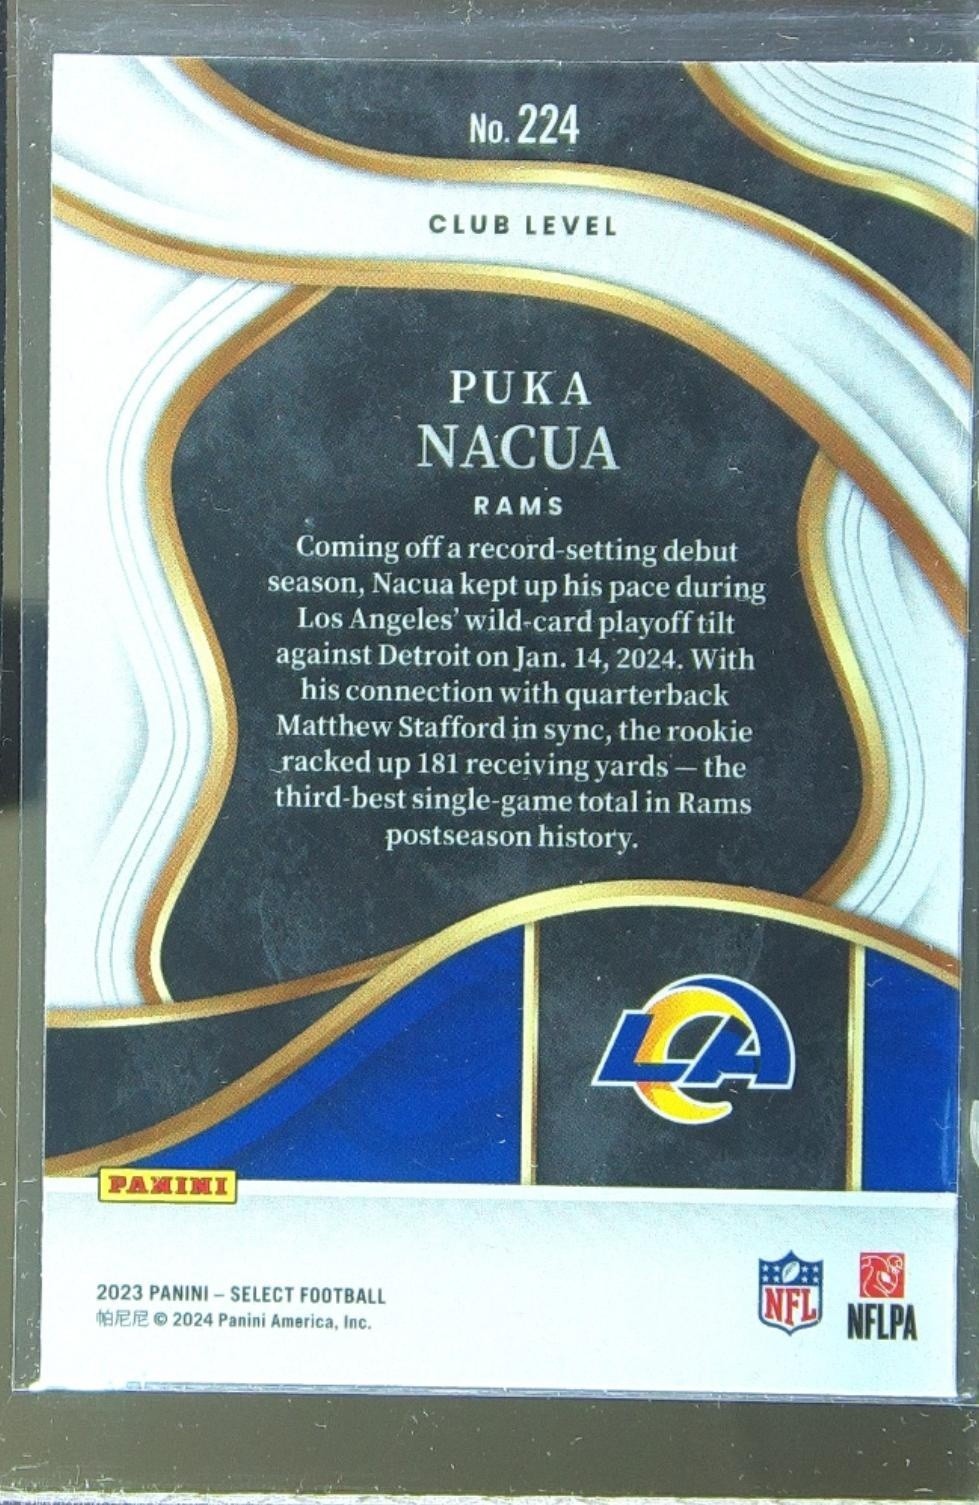 No. 224
CLUB LEVEL
PUKA
NACUA
RAMS
Coming off a record-setting debut
season, Nacua kept up his pace during
Los Angeles' wild-card playoff tilt
against Detroit on Jan. 14, 2024. With
his connection with quarterback
Matthew Stafford in sync, the rookie
racked up 181 receiving yards — the
third-best single-game total in Rams
postseason history.
LA
PANINI
2023 PANINI – SELECT FOOTBALL
帕尼尼 © 2024 Panini America, Inc.
NFL
NFLPA